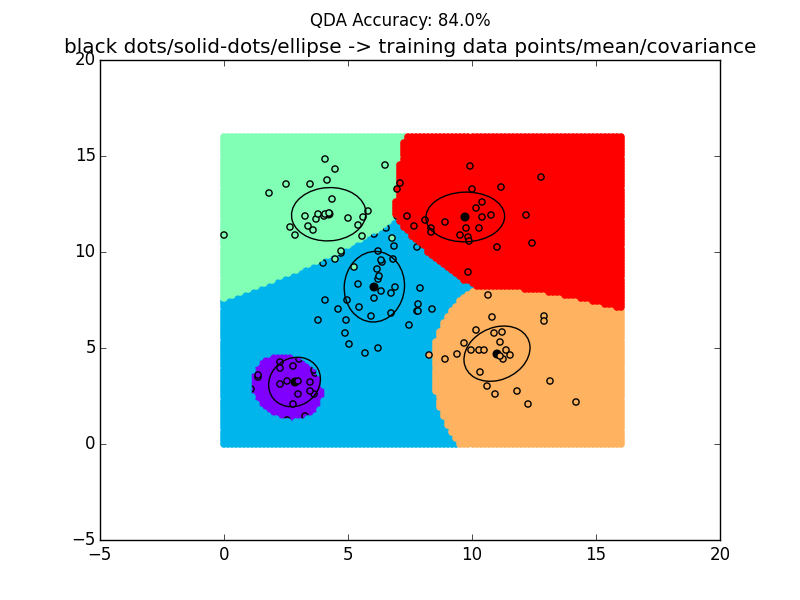 QDA Accuracy: 84.0%
black dots/solid-dots/ellipse -> training data points/mean/covariance
20
15
10
5
0
−5
−5 0 5 10 15 20